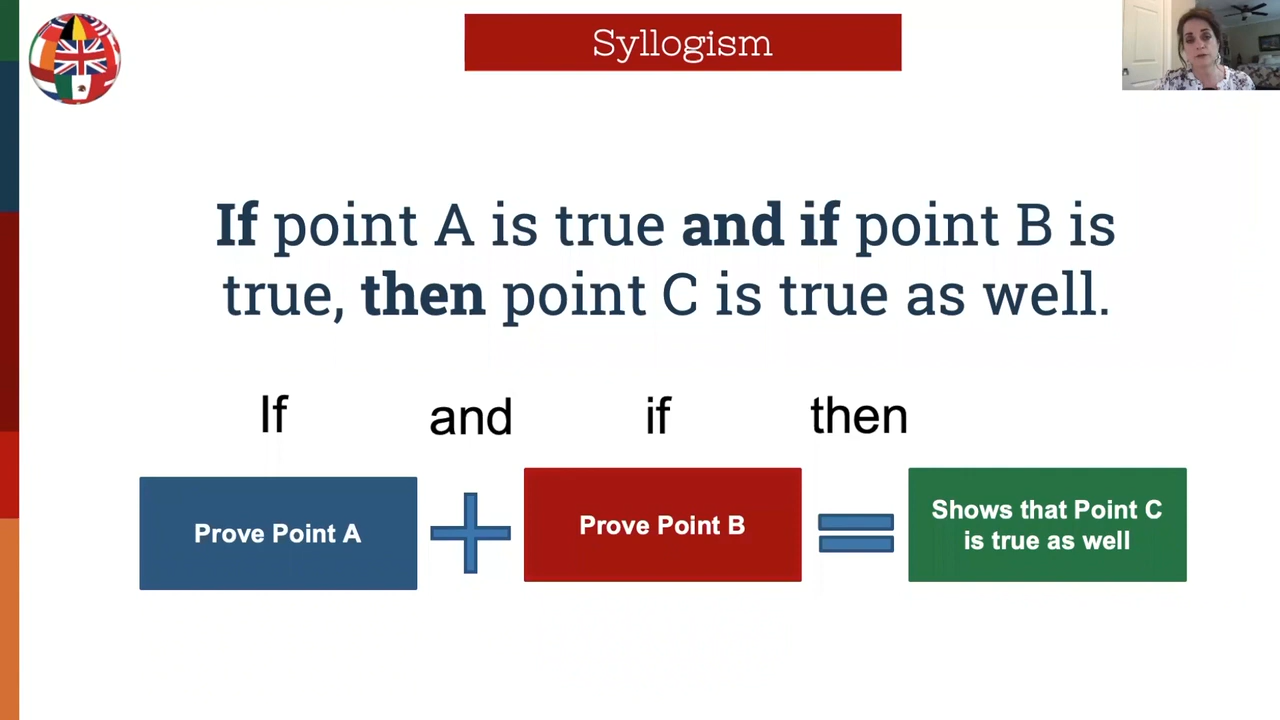 Syllogism
If point A is true and if point B is
true, then point C is true as well.
If and if then
Prove Point A
Prove Point B
Shows that Point C
is true as well